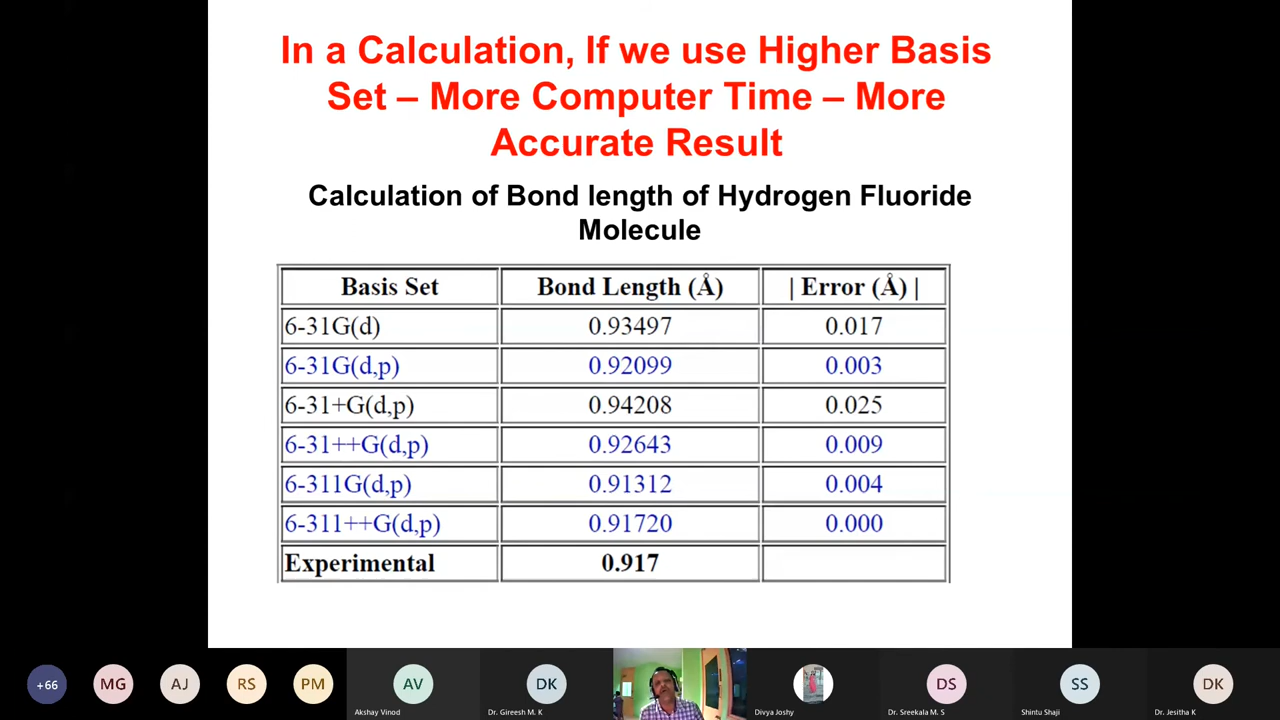 In a Calculation, If we use Higher Basis
Set – More Computer Time – More
Accurate Result
Calculation of Bond length of Hydrogen Fluoride
Molecule
Basis Set Bond Length (Å) | Error (Å) |
6-31G(d) 0.93497 0.017
6-31G(d,p) 0.92099 0.003
6-31+G(d,p) 0.94208 0.025
6-31++G(d,p) 0.92643 0.009
6-311G(d,p) 0.91312 0.004
6-311++G(d,p) 0.91720 0.000
Experimental 0.917
+66 MG AJ RS PM AV DK DS SS DK
Akshay Vinod Dr. Gireesh M. K Divya Joshy Dr. Sreekala M. S Shintu Shaji Dr. Jesitha K